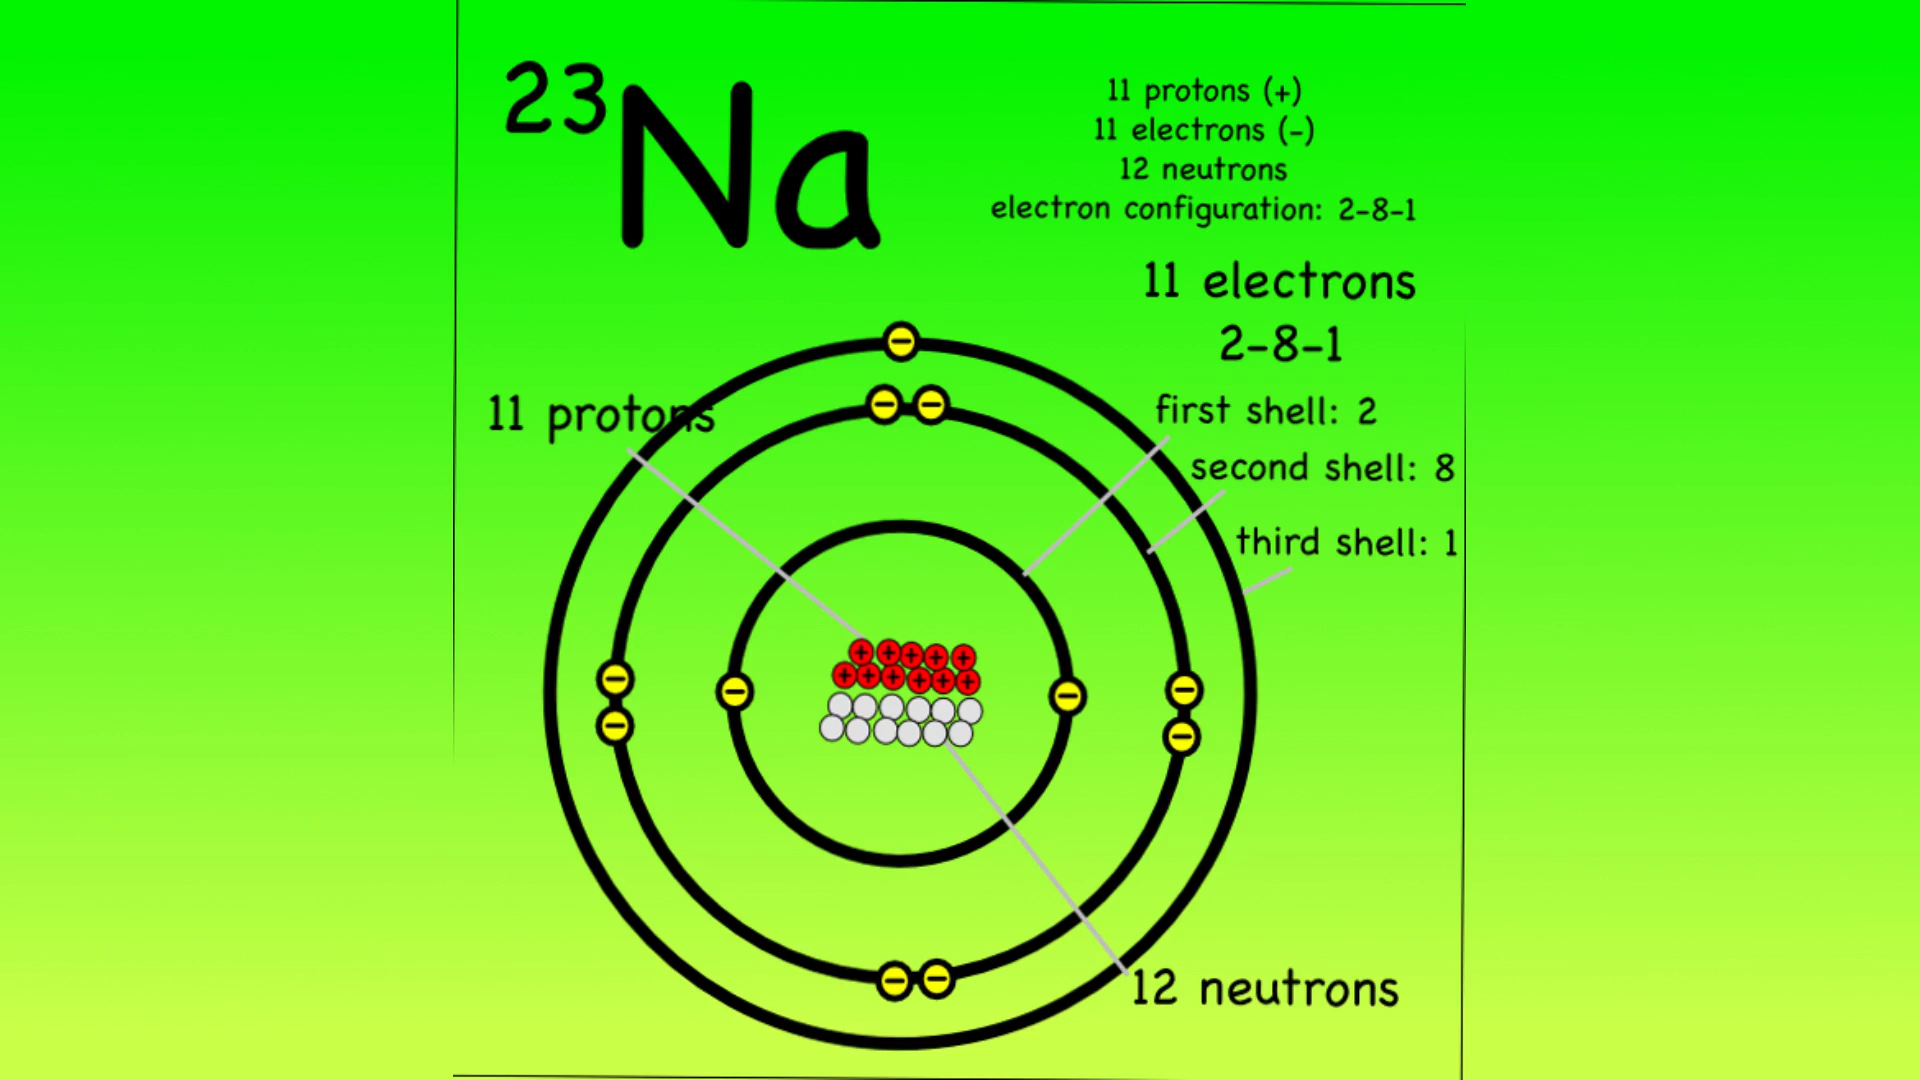 23Na
11 protons (+)
11 electrons (-)
12 neutrons
electron configuration: 2-8-1
11 electrons
2-8-1
11 protons
first shell: 2
second shell: 8
third shell: 1
12 neutrons